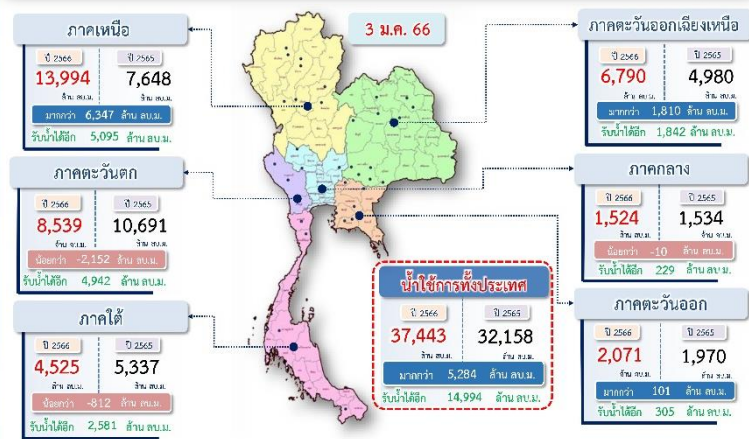 3 ม.ค. 66
ภาคเหนือ
ปี 2566 ปี 2565
13,994 7,648
ล้าน ลบ.ม. ล้าน ลบ.ม.
มากกว่า 6,347 ล้าน ลบ.ม.
รับน้ำได้อีก 5,095 ล้าน ลบ.ม.
ภาคตะวันออกเฉียงเหนือ
ปี 2566 ปี 2565
6,790 4,980
ล้าน ลบ.ม. ล้าน ลบ.ม.
มากกว่า 1,810 ล้าน ลบ.ม.
รับน้ำได้อีก 1,842 ล้าน ลบ.ม.
ภาคตะวันตก
ปี 2566 ปี 2565
8,539 10,691
ล้าน ลบ.ม. ล้าน ลบ.ม.
น้อยกว่า -2,152 ล้าน ลบ.ม.
รับน้ำได้อีก 4,942 ล้าน ลบ.ม.
ภาคกลาง
ปี 2566 ปี 2565
1,524 1,534
ล้าน ลบ.ม. ล้าน ลบ.ม.
น้อยกว่า -10 ล้าน ลบ.ม.
รับน้ำได้อีก 229 ล้าน ลบ.ม.
ภาคใต้
ปี 2566 ปี 2565
4,525 5,337
ล้าน ลบ.ม. ล้าน ลบ.ม.
น้อยกว่า -812 ล้าน ลบ.ม.
รับน้ำได้อีก 2,581 ล้าน ลบ.ม.
น้ำใช้การทั้งประเทศ
ปี 2566 ปี 2565
37,443 32,158
ล้าน ลบ.ม. ล้าน ลบ.ม.
มากกว่า 5,284 ล้าน ลบ.ม.
รับน้ำได้อีก 14,994 ล้าน ลบ.ม.
ภาคตะวันออก
ปี 2566 ปี 2565
2,071 1,970
ล้าน ลบ.ม. ล้าน ลบ.ม.
มากกว่า 101 ล้าน ลบ.ม.
รับน้ำได้อีก 305 ล้าน ลบ.ม.